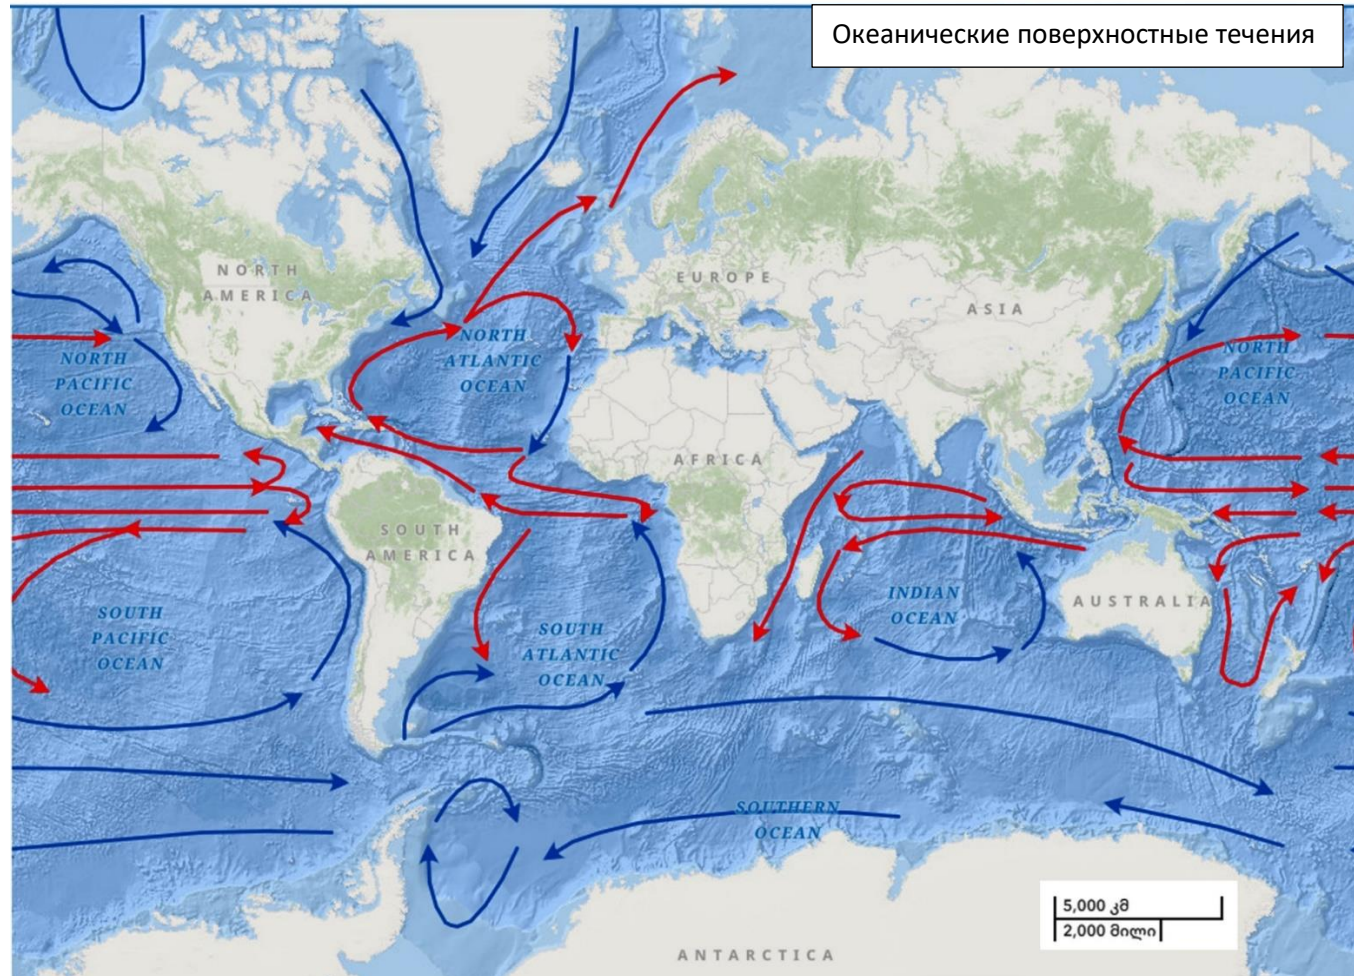 Океанические поверхностные течения
NORTH
AMERICA
EUROPE
ASIA
NORTH
PACIFIC
OCEAN
NORTH
ATLANTIC
OCEAN
NORTH
PACIFIC
OCEAN
AFRICA
SOUTH
AMERICA
SOUTH
PACIFIC
OCEAN
SOUTH
ATLANTIC
OCEAN
INDIAN
OCEAN
AUSTRALIA
SOUTHERN
OCEAN
5,000 კმ
2,000 მილი
ANTARCTICA